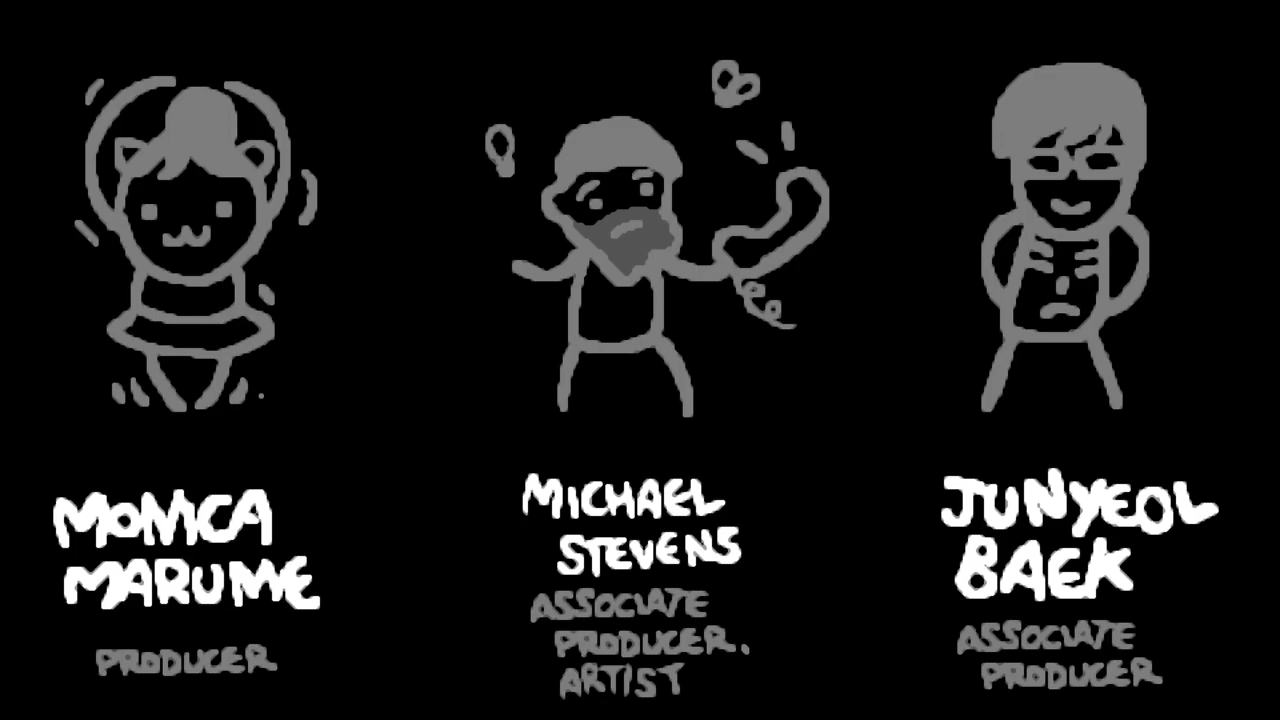 MONICA
MARUME
PRODUCER
MICHAEL
STEVENS
ASSOCIATE
PRODUCER.
ARTIST
JUNYEOL
BAEK
ASSOCIATE
PRODUCER